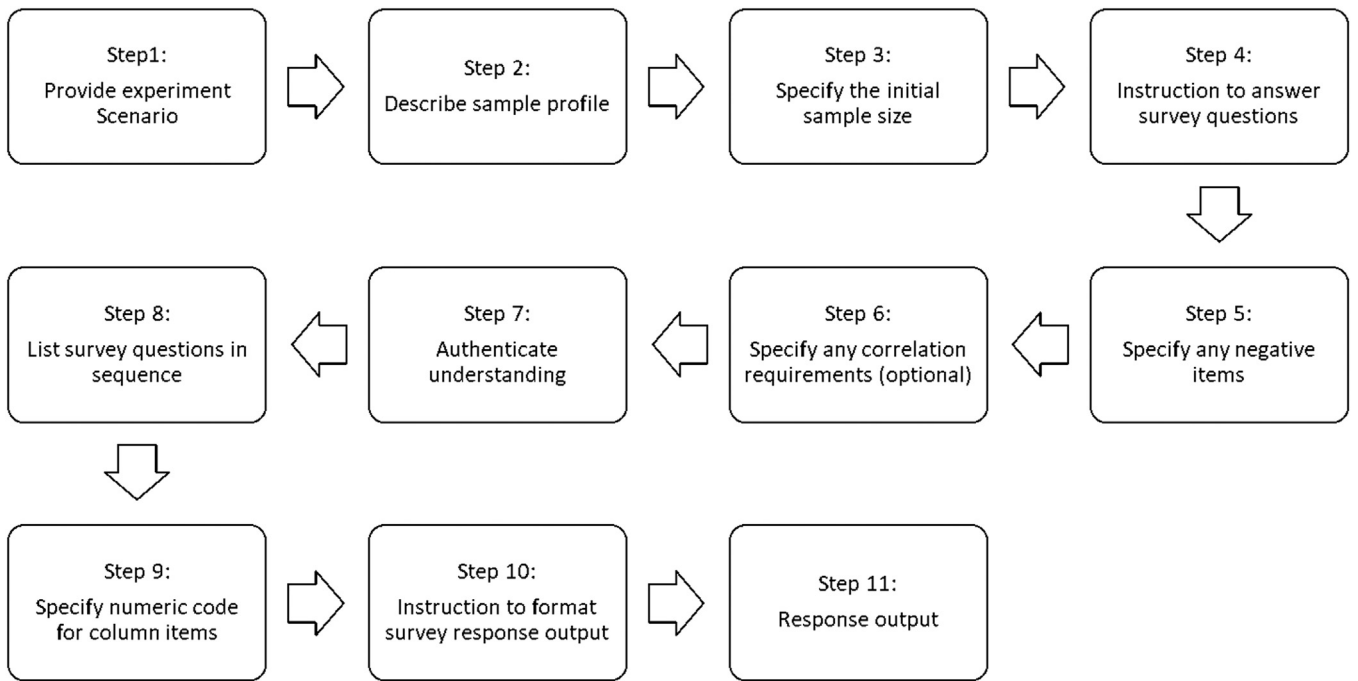 Step1:
Provide experiment
Scenario
Step 2:
Describe sample profile
Step 3:
Specify the initial
sample size
Step 4:
Instruction to answer
survey questions
Step 5:
Specify any negative
items
Step 6:
Specify any correlation
requirements (optional)
Step 7:
Authenticate
understanding
Step 8:
List survey questions in
sequence
Step 9:
Specify numeric code
for column items
Step 10:
Instruction to format
survey response output
Step 11:
Response output